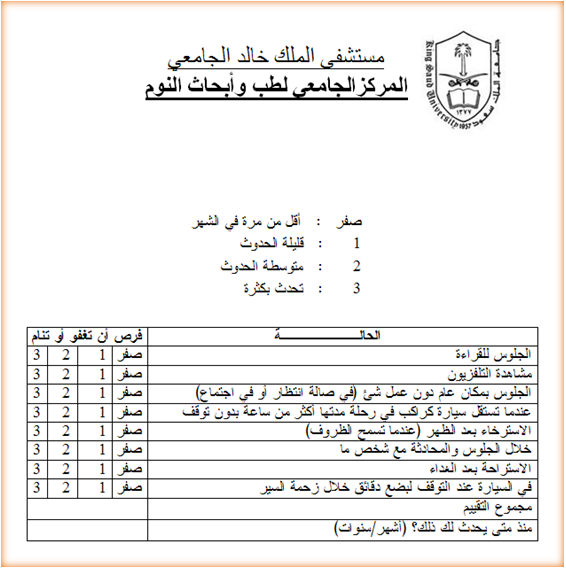 مستشفى الملك خالد الجامعي
المركز الجامعي لطب وأبحاث النوم
جامعة الملك سعود
١٣٧٧
King Saud University 1957
صفر : أقل من مرة في الشهر
1 : قليلة الحدوث
2 : متوسطة الحدوث
3 : تحدث بكثرة
الحالـــــــــــــــة فرص أن تغفو أو تنام
الجلوس للقراءة صفر 1 2 3
مشاهدة التلفزيون صفر 1 2 3
الجلوس بمكان عام دون عمل شئ (في صالة انتظار أو في اجتماع) صفر 1 2 3
عندما تستقل سيارة كراكب في رحلة مدتها أكثر من ساعة بدون توقف صفر 1 2 3
الاسترخاء بعد الظهر (عندما تسمح الظروف) صفر 1 2 3
خلال الجلوس والمحادثة مع شخص ما صفر 1 2 3
الاستراحة بعد الغداء صفر 1 2 3
في السيارة عند التوقف لبضع دقائق خلال زحمة السير صفر 1 2 3
مجموع التقييم
منذ متى يحدث لك ذلك؟ (أشهر/سنوات)